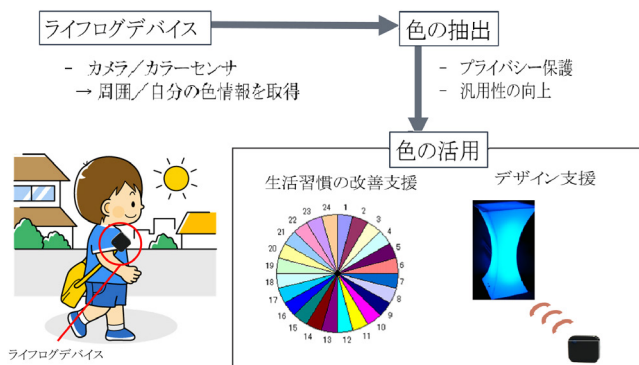 ライフログデバイス
色の抽出
- カメラ/カラーセンサ
→ 周囲/自分の色情報を取得
- プライバシー保護
- 汎用性の向上
色の活用
生活習慣の改善支援
デザイン支援
1
2
3
4
5
6
7
8
9
10
11
12
13
14
15
16
17
18
19
20
21
22
23
24
ライフログデバイス